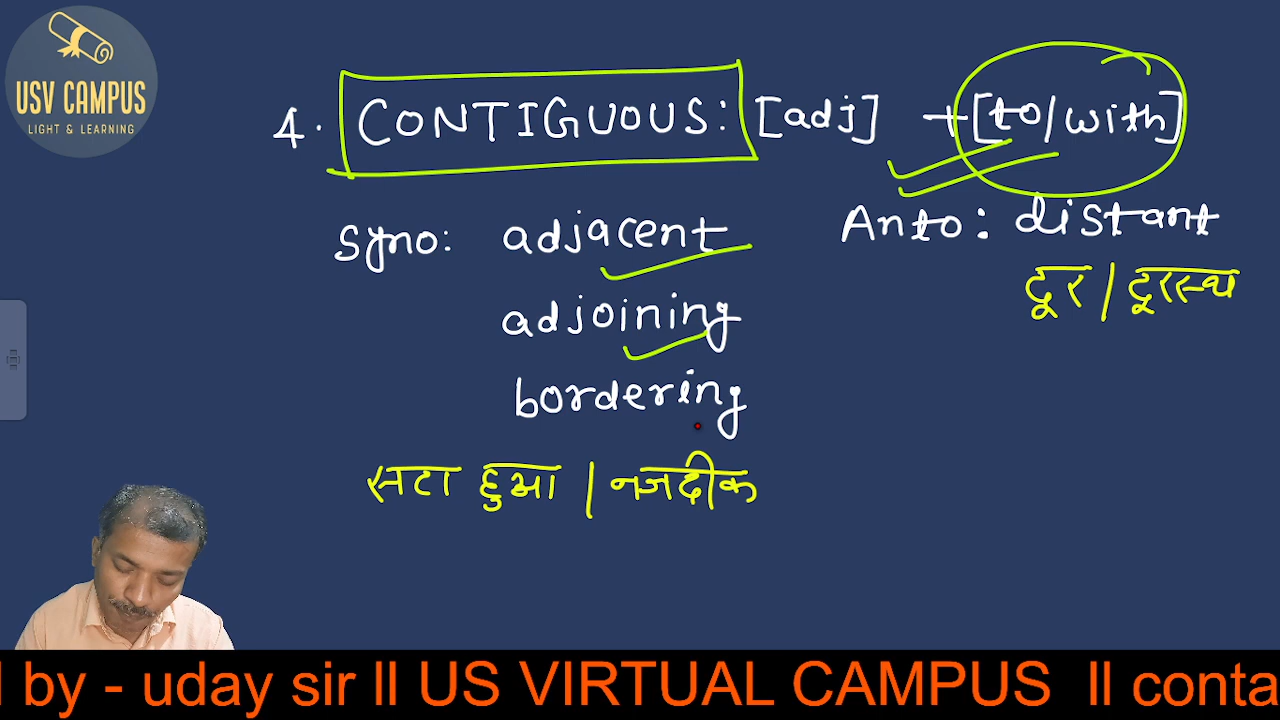 USV CAMPUS
LIGHT & LEARNING
4. CONTIGUOUS: [adj] + [to/with]
Syno: adjacent
Anto: distant
दूर / दूरस्थ
adjoining
bordering
सटा हुआ / नजदीक
by - uday sir ll US VIRTUAL CAMPUS ll conta